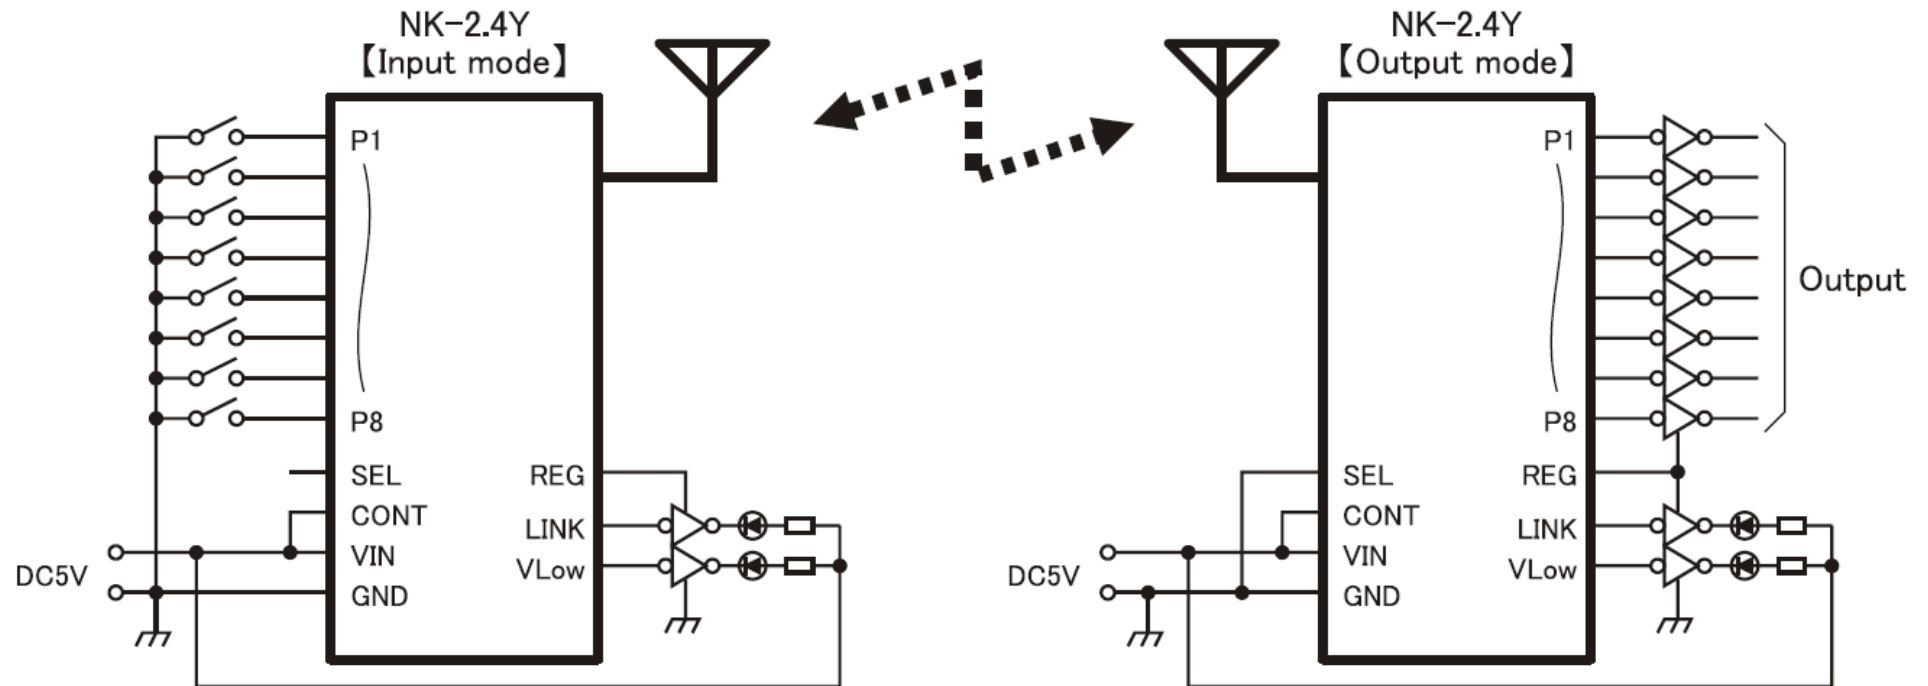 NK-2.4Y
【Input mode】
P1
P8
SEL
CONT
VIN
GND
REG
LINK
VLow
DC5V
NK-2.4Y
【Output mode】
P1
P8
SEL
CONT
VIN
GND
REG
LINK
VLow
DC5V
Output